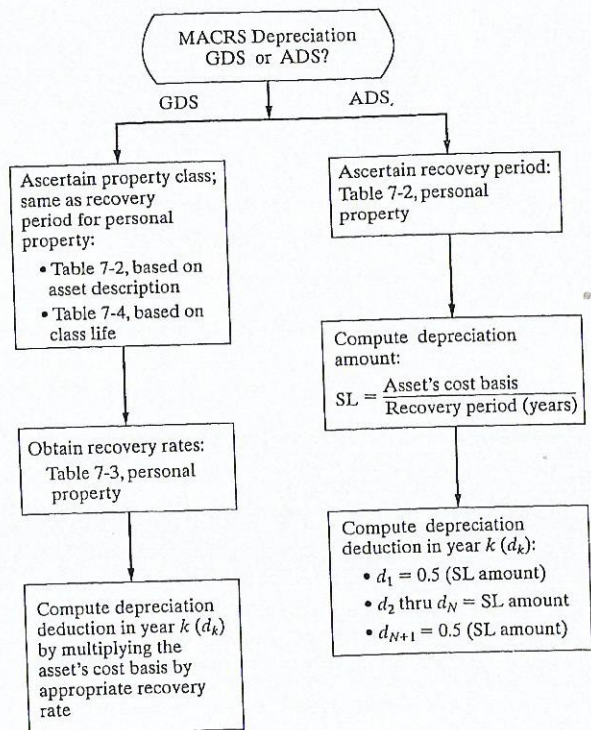 MACRS Depreciation
GDS or ADS?
GDS
ADS,
Ascertain property class;
same as recovery
period for personal
property:
• Table 7-2, based on
asset description
• Table 7-4, based on
class life
Obtain recovery rates:
Table 7-3, personal
property
Compute depreciation
deduction in year k (dₖ)
by multiplying the
asset's cost basis by
appropriate recovery
rate
Ascertain recovery period:
Table 7-2, personal
property
Compute depreciation
amount:
SL = Asset's cost basis / Recovery period (years)
Compute depreciation
deduction in year k (dₖ):
• d₁ = 0.5 (SL amount)
• d₂ thru d_N = SL amount
• d_N+1 = 0.5 (SL amount)